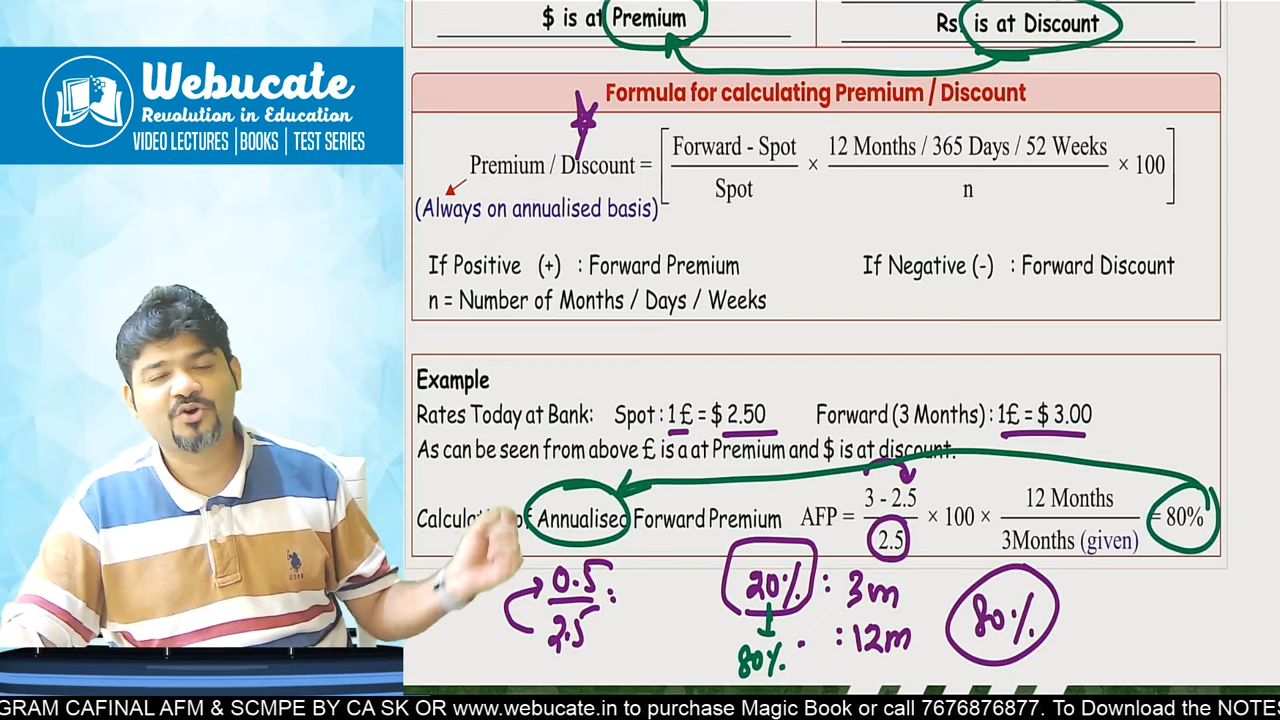 Webucate
Revolution in Education
VIDEO LECTURES | BOOKS | TEST SERIES
$ is at Premium
Rs. is at Discount
Formula for calculating Premium / Discount
Premium / Discount = [ Forward - Spot / Spot × 12 Months / 365 Days / 52 Weeks / n × 100 ]
(Always on annualised basis)
If Positive (+) : Forward Premium If Negative (-) : Forward Discount
n = Number of Months / Days / Weeks
Example
Rates Today at Bank: Spot : 1 £ = $ 2.50 Forward (3 Months) : 1£ = $ 3.00
As can be seen from above £ is a at Premium and $ is at discount.
of Annualised Forward Premium AFP = 3 - 2.5 / 2.5 × 100 × 12 Months / 3Months (given) = 80%
0.5 / 2.5 :
20% : 3m
80% : 12m
80%
GRAM CAFINAL AFM & SCMPE BY CA SK OR www.webucate.in to purchase Magic Book or call 7676876877. To Download the NOTES